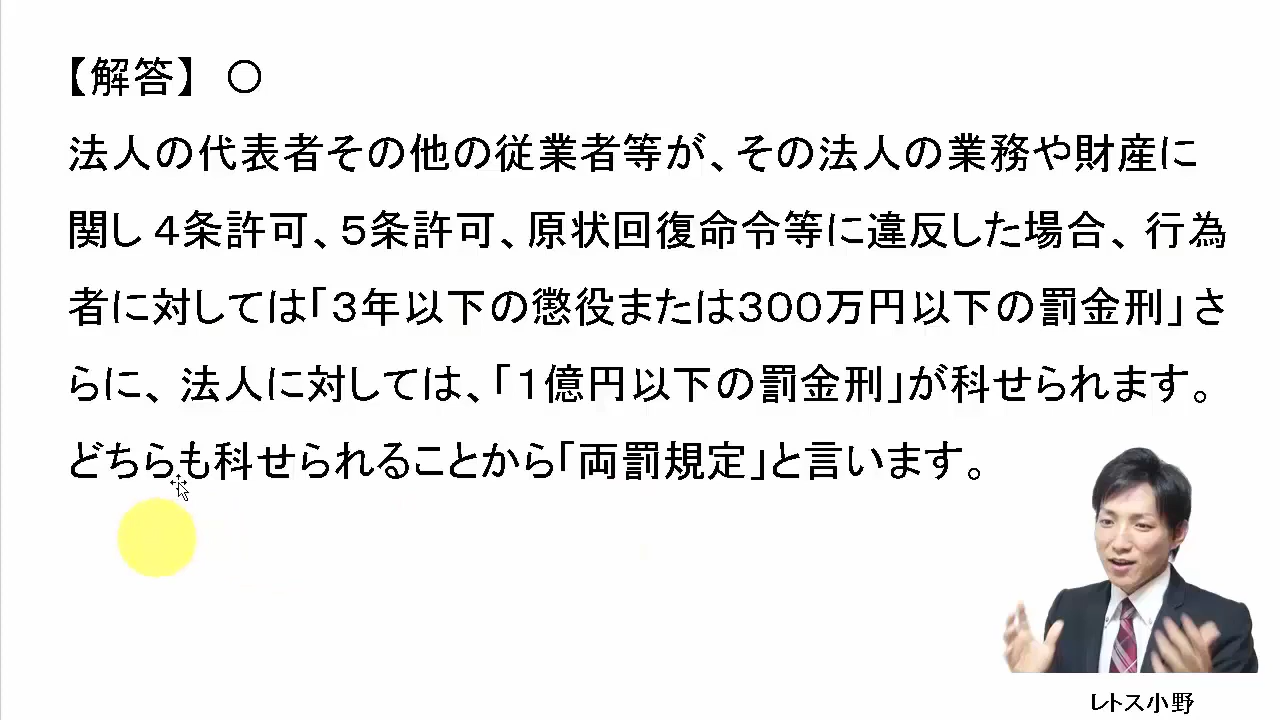 【解答】 ○
法人の代表者その他の従業者等が、その法人の業務や財産に
関し４条許可、５条許可、原状回復命令等に違反した場合、行為
者に対しては「３年以下の懲役または３００万円以下の罰金刑」さ
らに、法人に対しては、「１億円以下の罰金刑」が科せられます。
どちらも科せられることから「両罰規定」と言います。
レトス小野